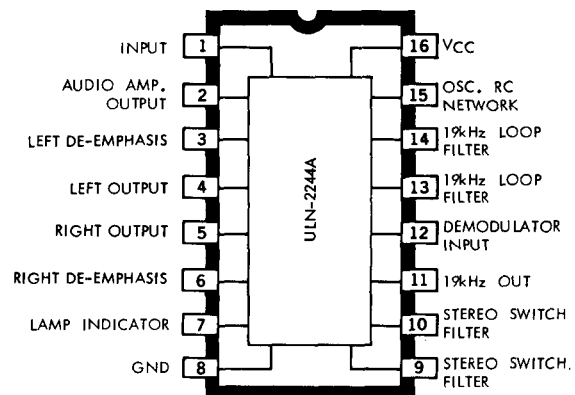 INPUT 1
AUDIO AMP.
OUTPUT 2
LEFT DE-EMPHASIS 3
LEFT OUTPUT 4
RIGHT OUTPUT 5
RIGHT DE-EMPHASIS 6
LAMP INDICATOR 7
GND 8
ULN-2244A
16 VCC
15 OSC. RC
NETWORK
14 19kHz LOOP
FILTER
13 19kHz LOOP
FILTER
12 DEMODULATOR
INPUT
11 19kHz OUT
10 STEREO SWITCH
FILTER
9 STEREO SWITCH.
FILTER